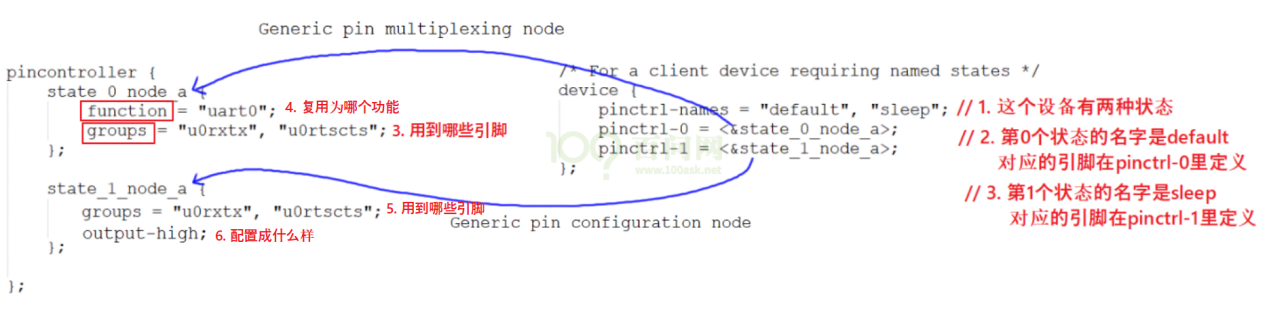 Generic pin multiplexing node
pincontroller {
state_0_node_a {
function = "uart0"; 4. 复用为哪个功能
groups = "u0rxtx", "u0rtscts"; 3. 用到哪些引脚
};
state_1_node_a {
groups = "u0rxtx", "u0rtscts"; 5. 用到哪些引脚
output-high; 6. 配置成什么样
};
};
Generic pin configuration node
/* For a client device requiring named states */
device {
pinctrl-names = "default", "sleep"; // 1. 这个设备有两种状态
pinctrl-0 = <&state_0_node_a>; // 2. 第0个状态的名字是default
对应的引脚在pinctrl-0里定义
pinctrl-1 = <&state_1_node_a>;
};
// 3. 第1个状态的名字是sleep
对应的引脚在pinctrl-1里定义
百问网
www.100ask.net